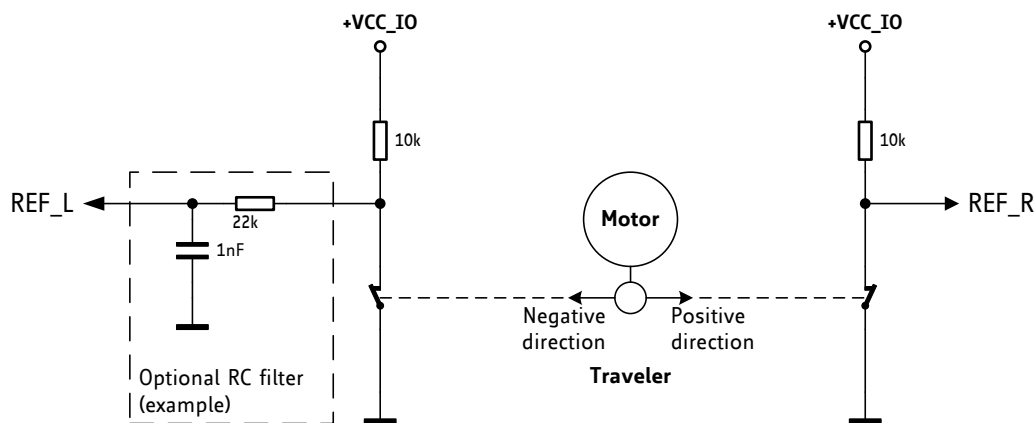 +VCC_IO
+VCC_IO
10k
10k
REF_L
22k
1nF
Motor
REF_R
Negative
direction
Positive
direction
Traveler
Optional RC filter
(example)